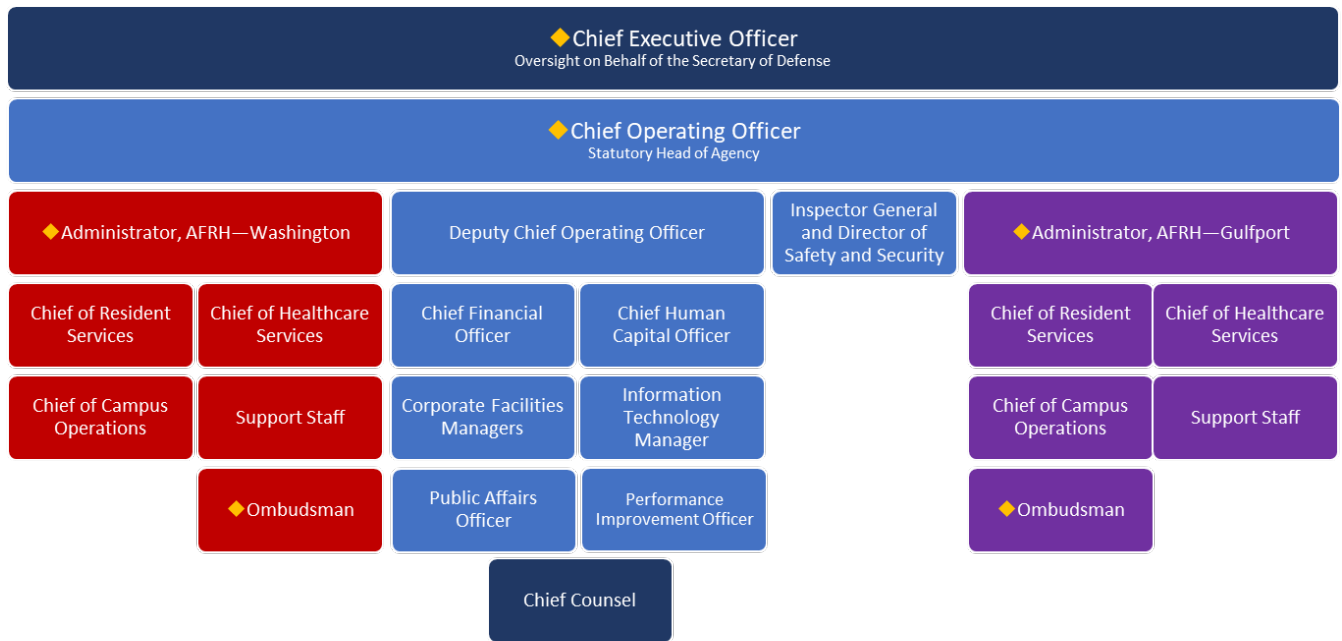 ◆Chief Executive Officer
Oversight on Behalf of the Secretary of Defense
◆Chief Operating Officer
Statutory Head of Agency
◆Administrator, AFRH—Washington
Deputy Chief Operating Officer
Inspector General
and Director of
Safety and Security
◆Administrator, AFRH—Gulfport
Chief of Resident
Services
Chief of Healthcare
Services
Chief Financial
Officer
Chief Human
Capital Officer
Chief of Resident
Services
Chief of Healthcare
Services
Chief of Campus
Operations
Support Staff
Corporate Facilities
Managers
Information
Technology
Manager
Chief of Campus
Operations
Support Staff
◆Ombudsman
Public Affairs
Officer
Performance
Improvement Officer
◆Ombudsman
Chief Counsel